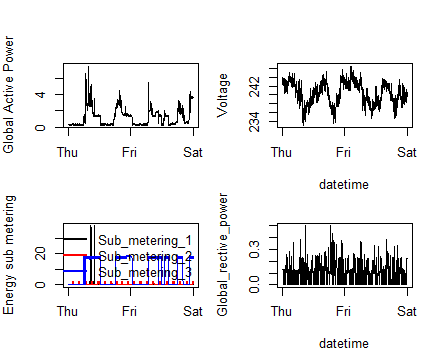 Global Active Power
0 4
Thu Fri Sat
Voltage
234 242
Thu Fri Sat
datetime
Energy sub metering
0 20
Sub_metering_1
Sub_metering_2
Sub_metering_3
Thu Fri Sat
Global_rective_power
0.0 0.3
Thu Fri Sat
datetime